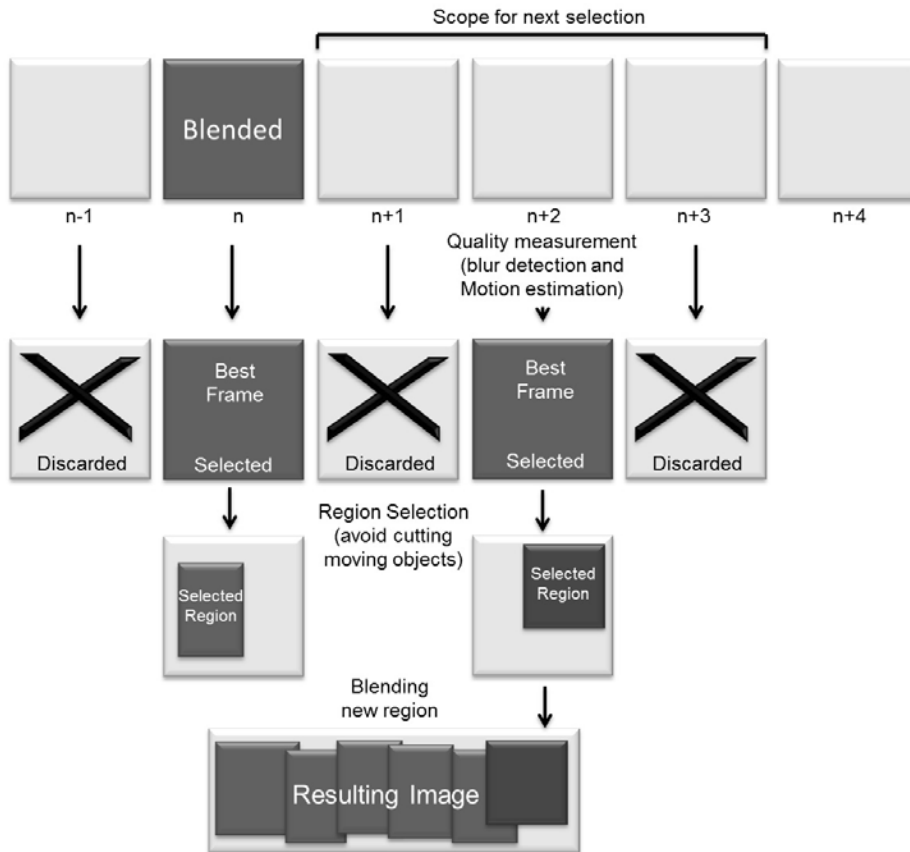 Scope for next selection
Blended
n-1
n
n+1
n+2
n+3
n+4
Quality measurement
(blur detection and
Motion estimation)
Best
Frame
Best
Frame
Discarded
Selected
Discarded
Selected
Discarded
Region Selection
(avoid cutting
moving objects)
Selected
Region
Selected
Region
Blending
new region
Resulting Image